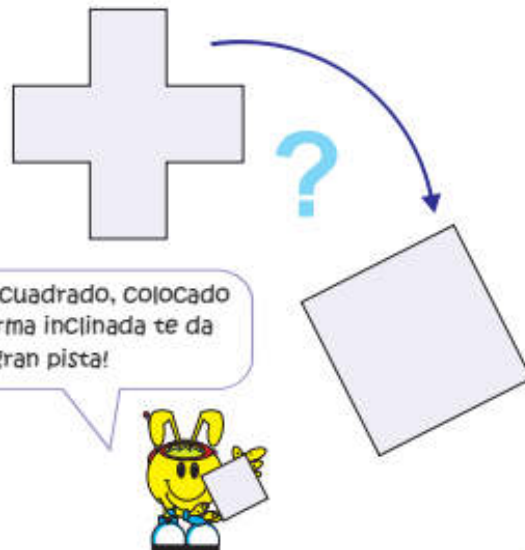 ?
cuadrado, colocado
rma inclinada te da
gran pista!